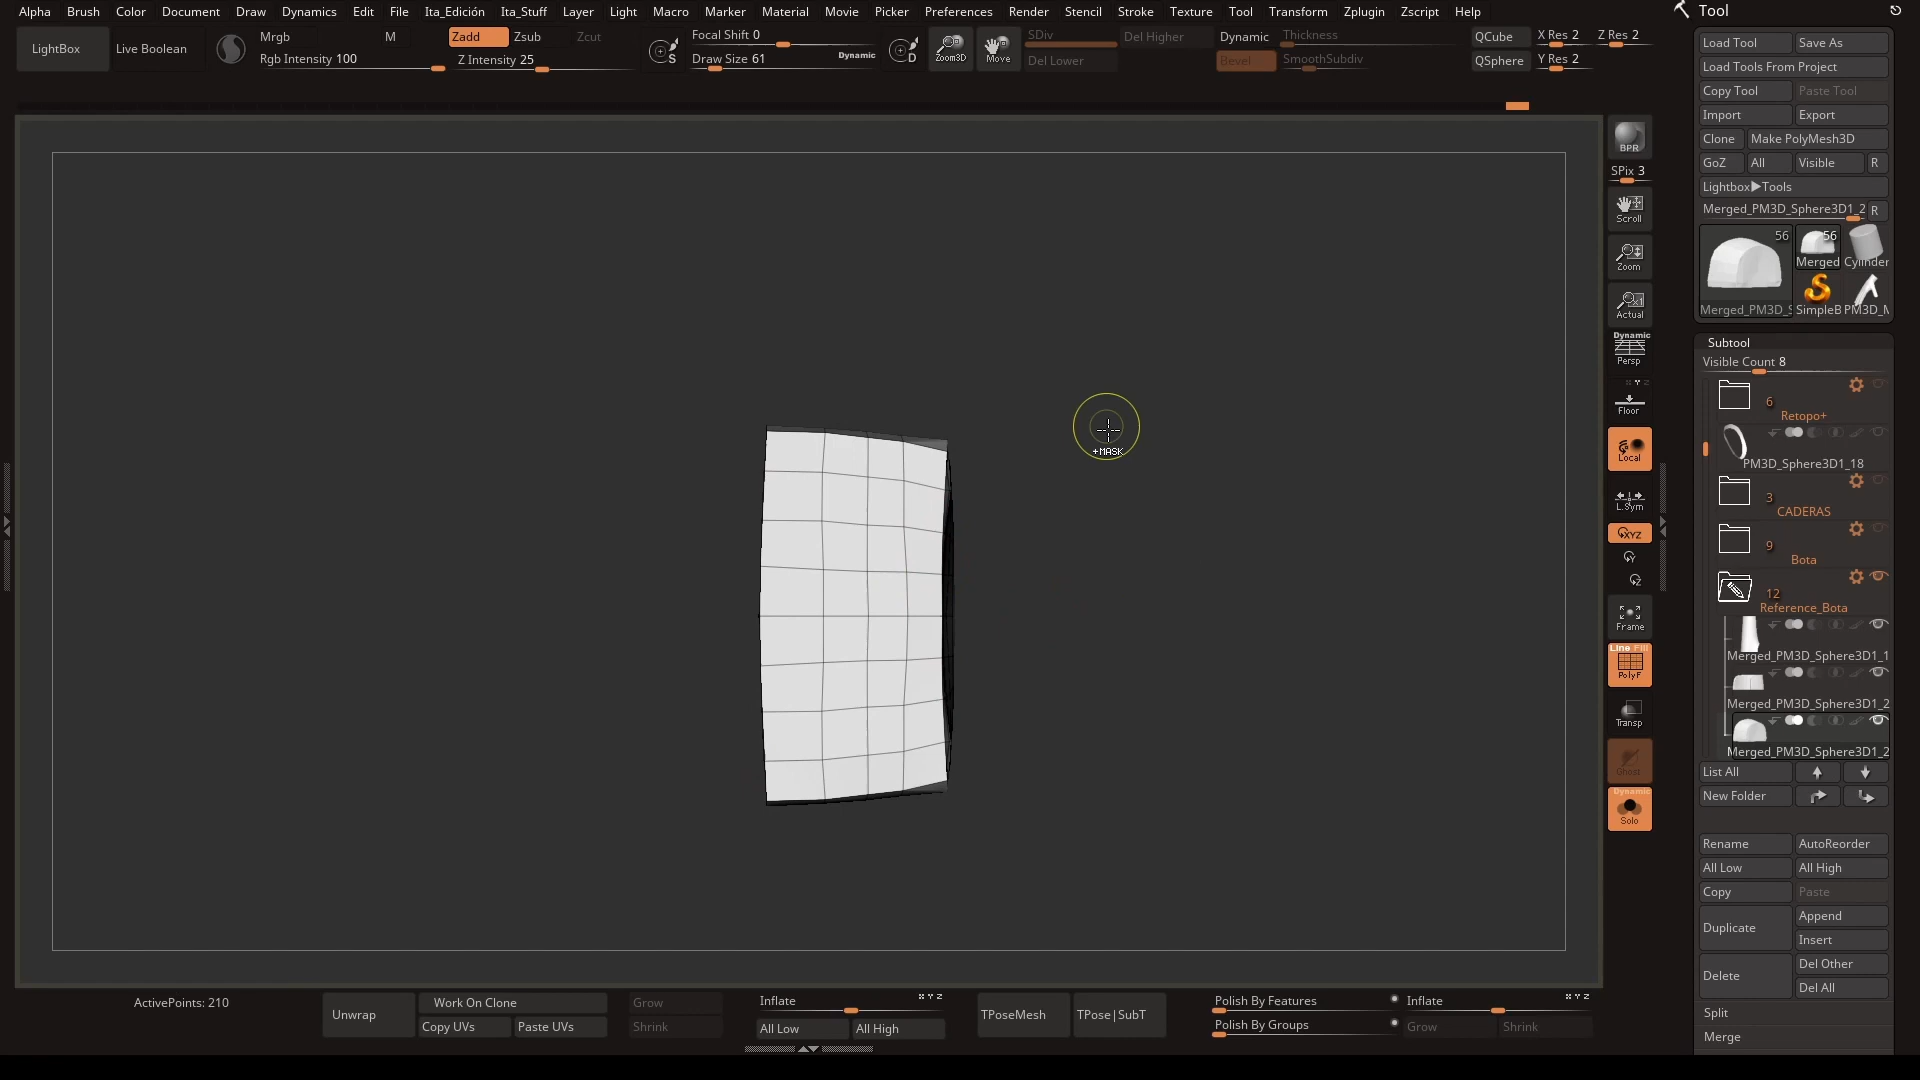 Alpha Brush Color Document Draw Dynamics Edit File Ita_Edición Ita_Stuff Layer Light Macro Marker Material Movie Picker Preferences Render Stencil Stroke Texture Tool Transform Zplugin Zscript Help
Tool
LightBox
Live Boolean
Mrgb M Zadd Zsub Zcut
Rgb Intensity 100 Z Intensity 25
S
Focal Shift 0
Draw Size 61 Dynamic
D
Zoom3D
Move
SDiv Del Higher
Del Lower
Dynamic Thickness
Bevel SmoothSubdiv
QCube X Res 2 Z Res 2
QSphere Y Res 2
Load Tool Save As
Load Tools From Project
Copy Tool Paste Tool
Import Export
Clone Make PolyMesh3D
GoZ All Visible R
Lightbox▶Tools
Merged_PM3D_Sphere3D1_2 R
56 56
Merged Cylinder
Merged_PM3D_S SimpleB PM3D_M
Subtool
Visible Count 8
6
Retopo+
PM3D_Sphere3D1_18
3
CADERAS
9
Bota
12
Reference_Bota
Merged_PM3D_Sphere3D1_1
Merged_PM3D_Sphere3D1_2
Merged_PM3D_Sphere3D1_2
List All
New Folder
Rename AutoReorder
All Low All High
Copy Paste
Duplicate Append
Insert
Delete Del Other
Del All
Split
Merge
BPR
SPix 3
Scroll
Zoom
Actual
Dynamic
Persp
Floor
Local
L.Sym
XYZ
Y
Z
Frame
Line Fill
PolyF
Transp
Ghost
Dynamic
Solo
+MASK
ActivePoints: 210
Unwrap
Work On Clone
Copy UVs Paste UVs
Grow
Shrink
Inflate X Y Z
All Low All High
TPoseMesh TPose|SubT
Polish By Features
Polish By Groups
Inflate X Y Z
Grow Shrink